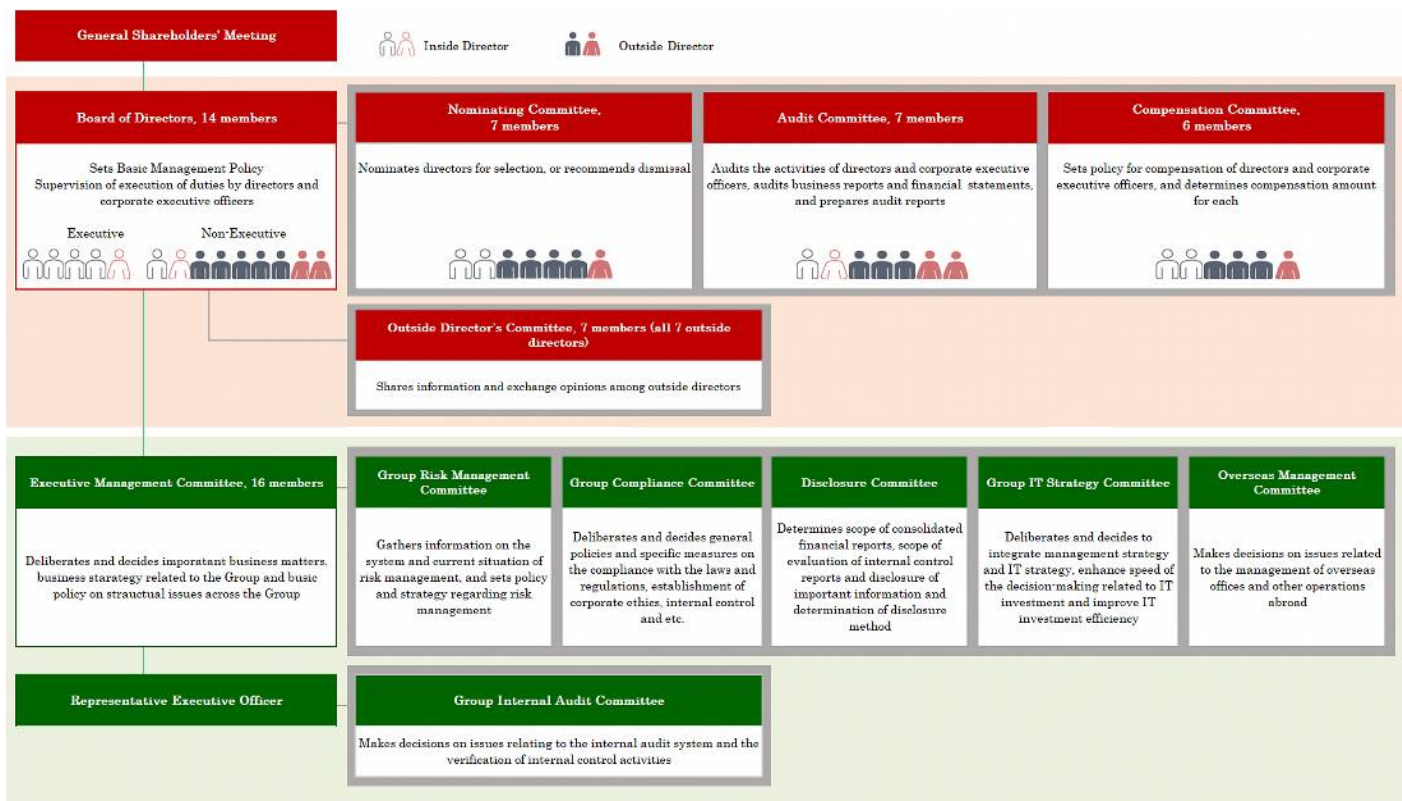 General Shareholders' Meeting
Inside Director
Outside Director
Board of Directors, 14 members
Sets Basic Management Policy
Supervision of execution of duties by directors and
corporate executive officers
Executive
Non-Executive
Nominating Committee,
7 members
Nominates directors for selection, or recommends dismissal
Audit Committee, 7 members
Audits the activities of directors and corporate executive
officers, audits business reports and financial statements,
and prepares audit reports
Compensation Committee,
6 members
Sets policy for compensation of directors and corporate
executive officers, and determines compensation amount
for each
Outside Director's Committee, 7 members (all 7 outside
directors)
Shares information and exchange opinions among outside directors
Executive Management Committee, 16 members
Deliberates and decides imporatant business matters,
business starategy related to the Group and busic
policy on strauctual issues across the Group
Group Risk Management
Committee
Gathers information on the
system and current situation of
risk management, and sets policy
and strategy regarding risk
management
Group Compliance Committee
Deliberates and decides general
policies and specific measures on
the compliance with the laws and
regulations, establishment of
corporate ethics, internal control
and etc.
Disclosure Committee
Determines scope of consolidated
financial reports, scope of
evaluation of internal control
reports and disclosure of
important information and
determination of disclosure
method
Group IT Strategy Committee
Deliberates and decides to
integrate management strategy
and IT strategy, enhance speed of
the decision-making related to IT
investment and improve IT
investment efficiency
Overseas Management
Committee
Makes decisions on issues related
to the management of overseas
offices and other operations
abroad
Representative Executive Officer
Group Internal Audit Committee
Makes decisions on issues relating to the internal audit system and the
verification of internal control activities